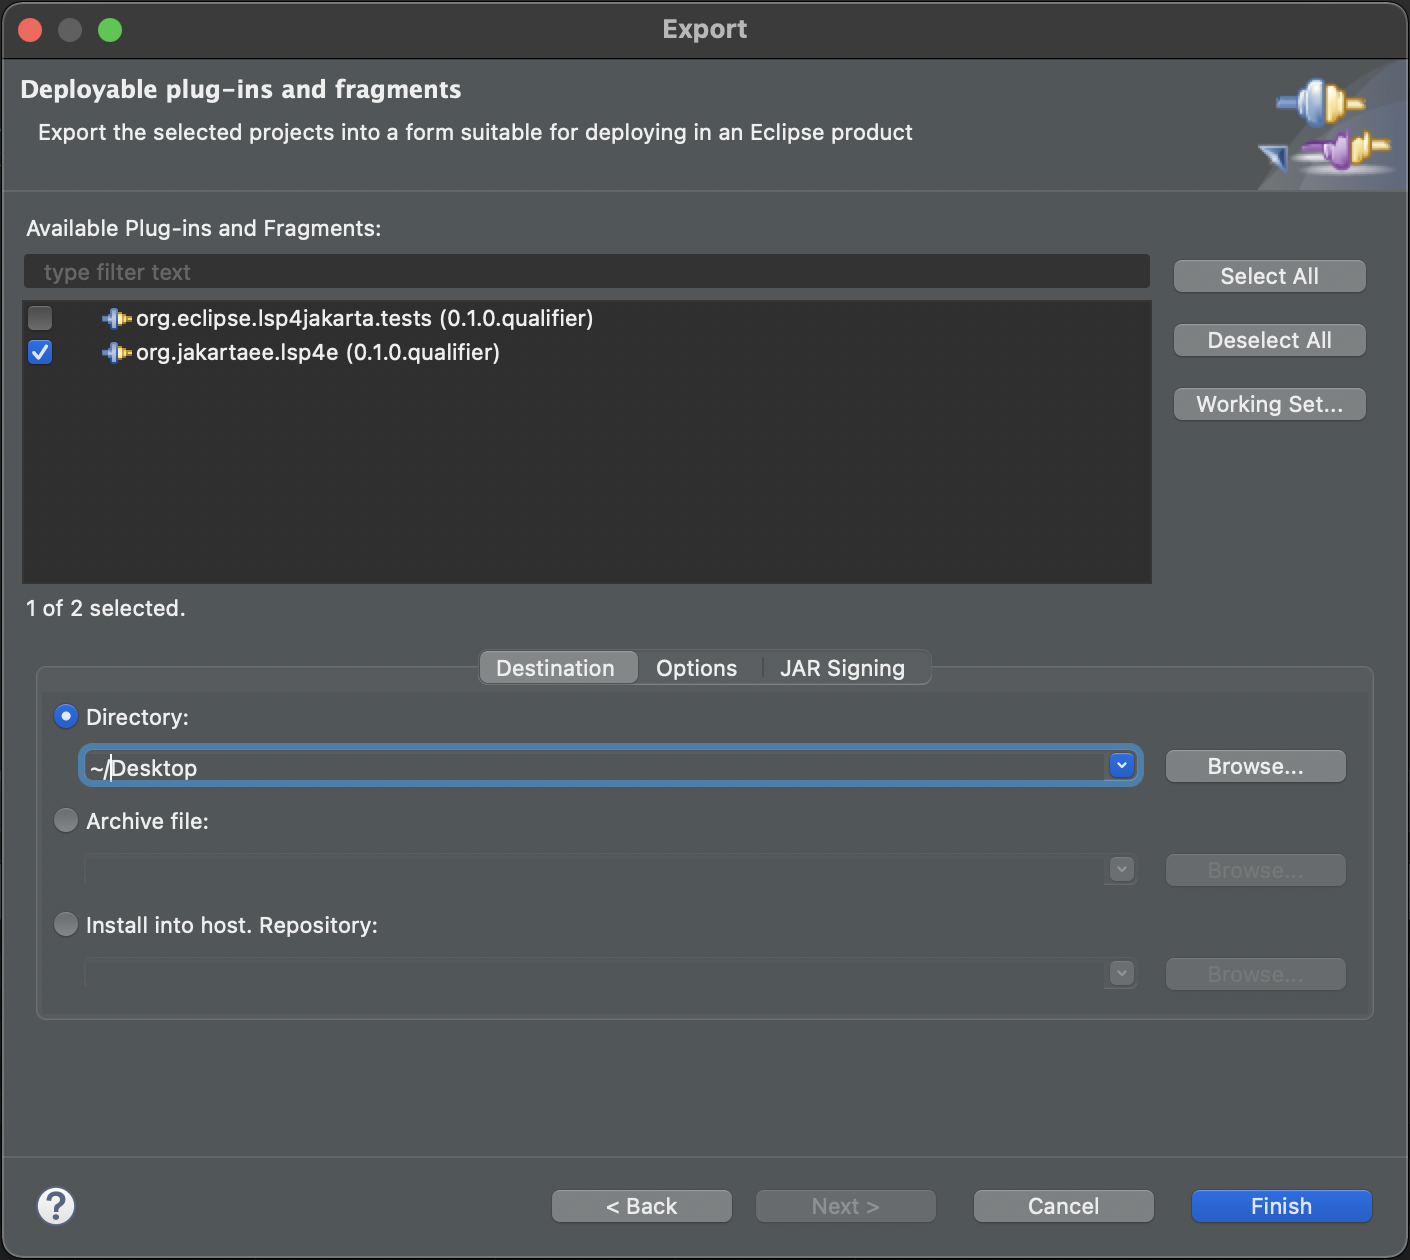 Export
Deployable plug-ins and fragments
Export the selected projects into a form suitable for deploying in an Eclipse product
Available Plug-ins and Fragments:
type filter text
Select All
org.eclipse.lsp4jakarta.tests (0.1.0.qualifier)
org.jakartaee.lsp4e (0.1.0.qualifier)
Deselect All
Working Set...
1 of 2 selected.
Destination Options JAR Signing
Directory:
~/Desktop Browse...
Archive file:
Browse...
Install into host. Repository:
Browse...
? < Back Next > Cancel Finish